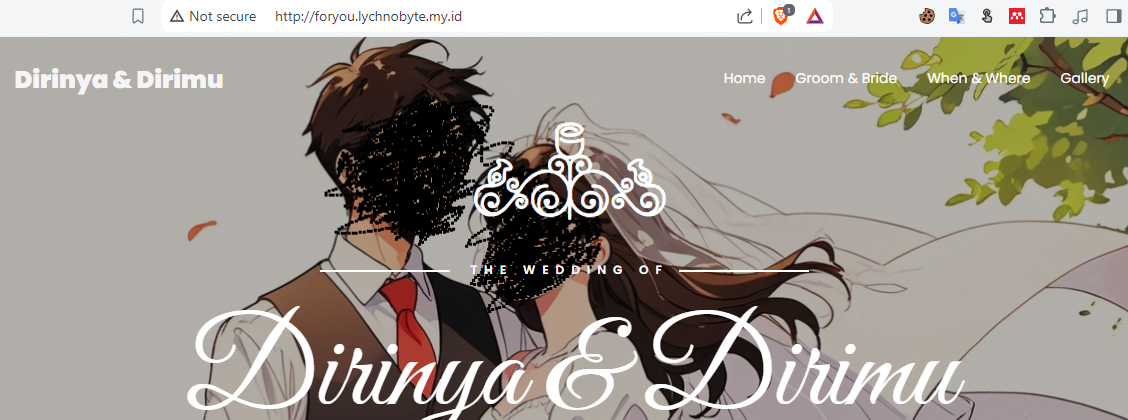 Not secure http://foryou.lychnobyte.my.id 1
Dirinya & Dirimu Home Groom & Bride When & Where Gallery
THE WEDDING OF
Dirinya & Dirimu